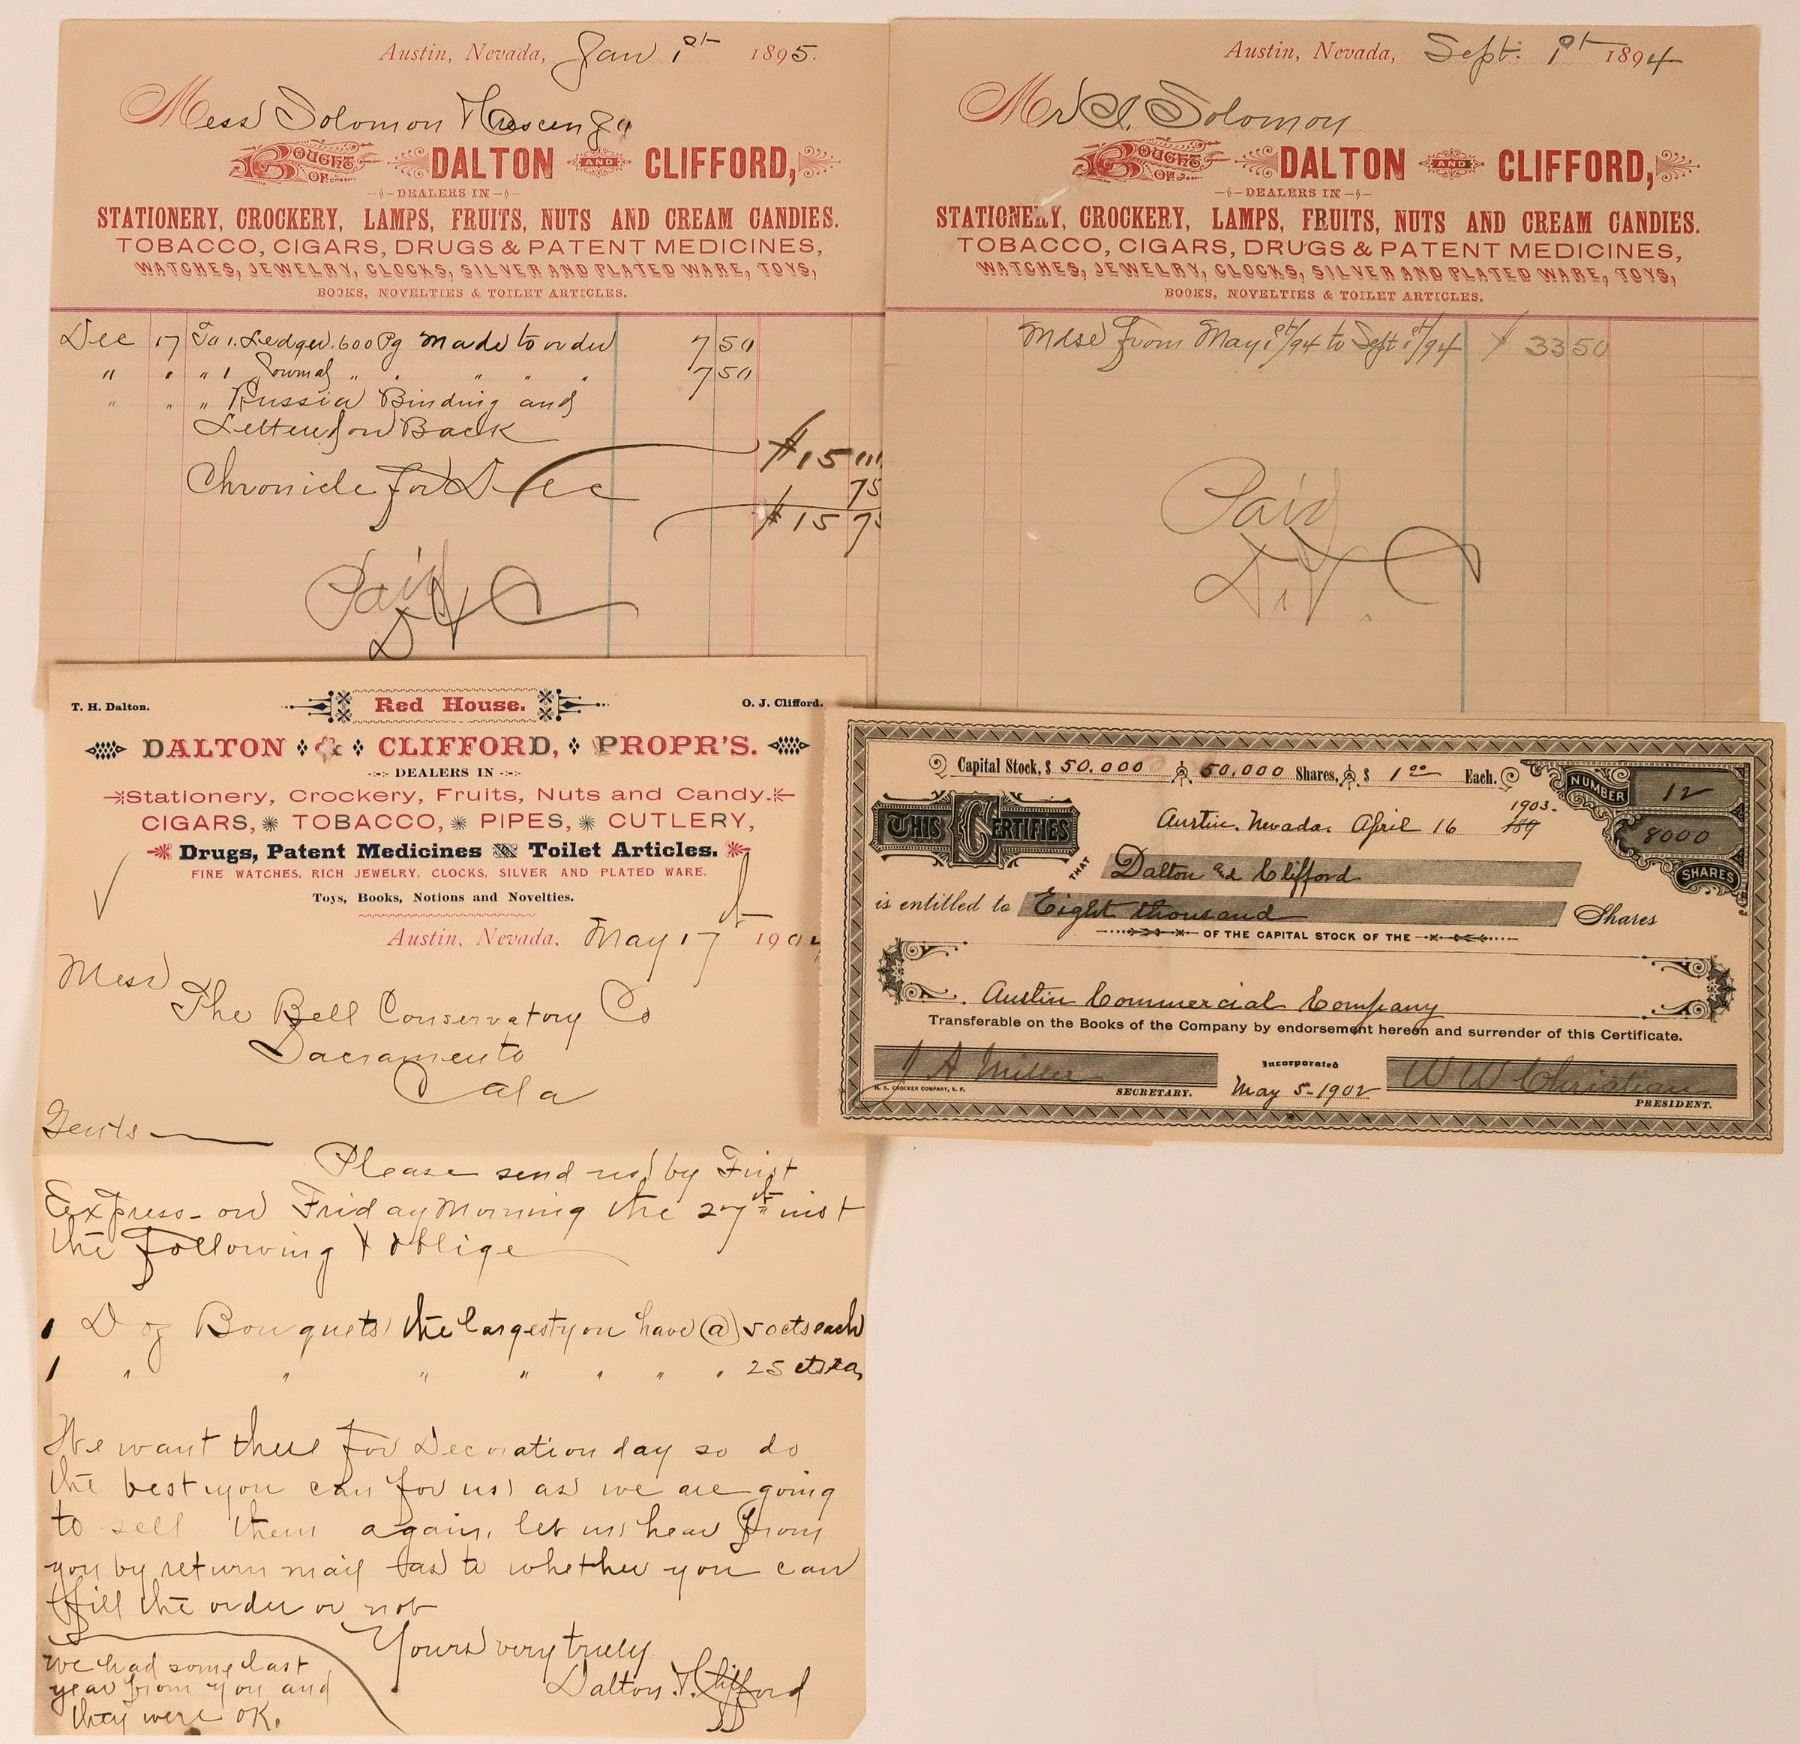 Austin, Nevada, Jan 1st 1895.
Mess Solomon
BOUGHT OF DALTON AND CLIFFORD,
DEALERS IN
STATIONERY, CROCKERY, LAMPS, FRUITS, NUTS AND CREAM CANDIES.
TOBACCO, CIGARS, DRUGS & PATENT MEDICINES,
WATCHES, JEWELRY, CLOCKS, SILVER AND PLATED WARE, TOYS,
BOOKS, NOVELTIES & TOILET ARTICLES.
Dec 17 To 1. Ledger. 600 Pg made to order 7 50
" " " 1 Journal " " " " 7 50
" " " Russia Binding and
Letterd on Back
$15 00
Chronicle for Dec 75
$15 75
Paid
D & C
Austin, Nevada, Sept. 1st 1894
Mr Solomon
BOUGHT OF DALTON AND CLIFFORD,
DEALERS IN
STATIONERY, CROCKERY, LAMPS, FRUITS, NUTS AND CREAM CANDIES.
TOBACCO, CIGARS, DRUGS & PATENT MEDICINES,
WATCHES, JEWELRY, CLOCKS, SILVER AND PLATED WARE, TOYS,
BOOKS, NOVELTIES & TOILET ARTICLES.
Mdse from May 1st/94 to Sept 1st/94 $ 33 50
Paid
D. & C
T. H. Dalton. Red House. O. J. Clifford.
DALTON & CLIFFORD, PROPR'S.
DEALERS IN
Stationery, Crockery, Fruits, Nuts and Candy.
CIGARS, TOBACCO, PIPES, CUTLERY,
Drugs, Patent Medicines Toilet Articles.
FINE WATCHES, RICH JEWELRY, CLOCKS, SILVER AND PLATED WARE.
Toys, Books, Notions and Novelties.
Austin, Nevada, May 17th 1904
Mess
The Bell Conservatory Co
Sacramento
Cala
Gents
Please send us by First
Express - on Friday Morning the 27th inst
the following & oblige
1 Doz Bouquets the largest you have @ 50 cts each
1 " " " " " " " 25 cts ea
We want these for Decoration day so do
the best you can for us as we are going
to sell them again, let us hear from
you by return mail as to whether you can
fill the order or not
Yours very truly
Dalton & Clifford
We had some last
year from you and
they were OK.
Capital Stock, $ 50.000 50,000 Shares, $ 1 00 Each.
NUMBER 12
Austin, Nevada. April 16 1903. 189
8000 SHARES
THIS CERTIFIES
THAT Dalton and Clifford
is entitled to Eight thousand Shares
OF THE CAPITAL STOCK OF THE
Austin Commercial Company
Transferable on the Books of the Company by endorsement hereon and surrender of this Certificate.
J A Miller Incorporated W W Christian
H. S. CROCKER COMPANY, S. F. SECRETARY. May 5 - 1902 PRESIDENT.